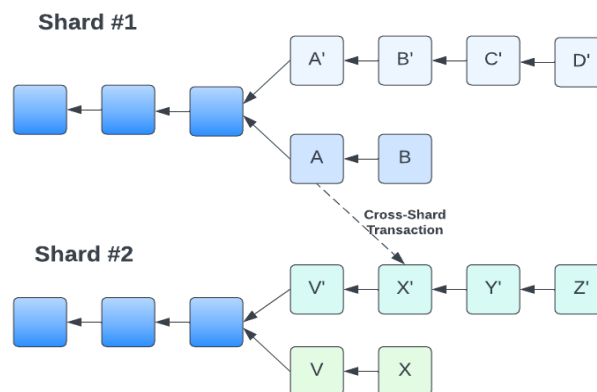 Shard #1
A' B' C' D'
A B
Cross-Shard
Transaction
Shard #2
V' X' Y' Z'
V X